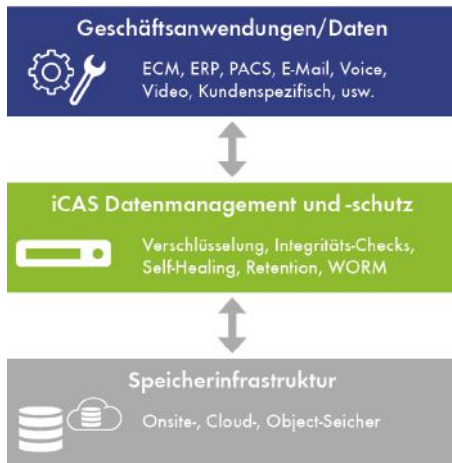 Geschäftsanwendungen/Daten
ECM, ERP, PACS, E-Mail, Voice,
Video, Kundenspezifisch, usw.
iCAS Datenmanagement und -schutz
Verschlüsselung, Integritäts-Checks,
Self-Healing, Retention, WORM
Speicherinfrastruktur
Onsite-, Cloud-, Object-Seicher